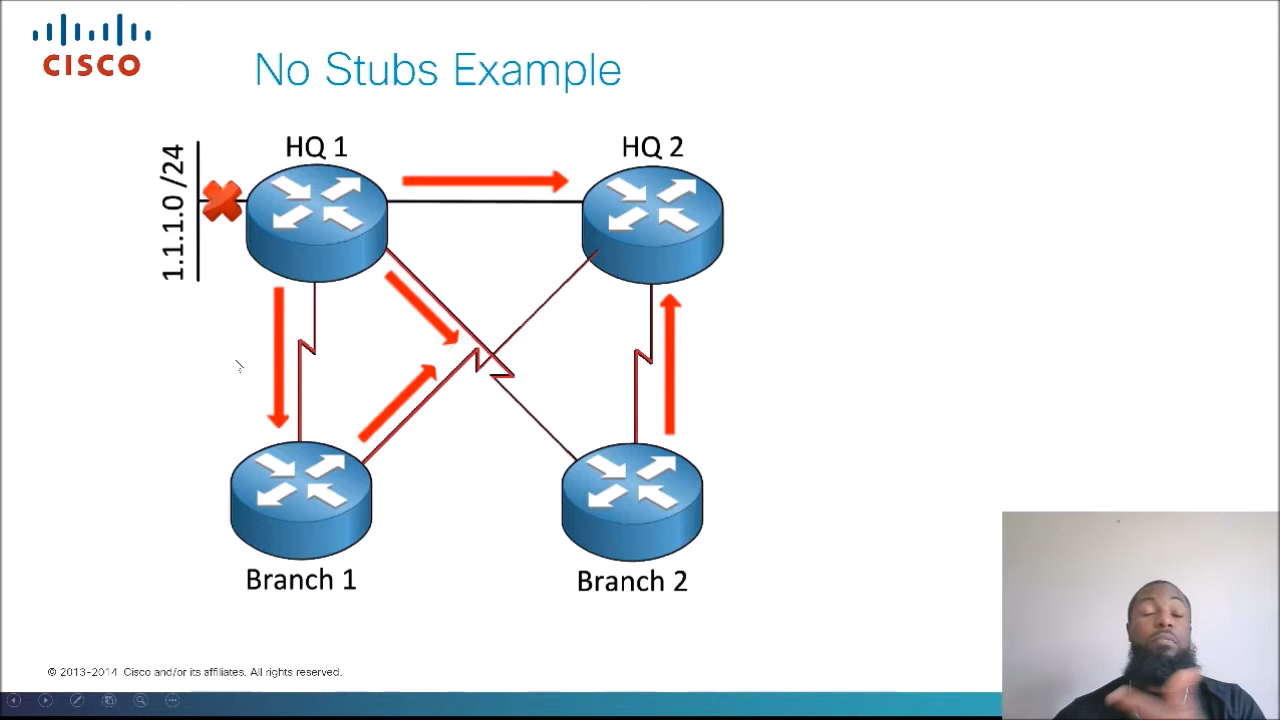 CISCO
No Stubs Example
HQ 1
HQ 2
1.1.1.0 /24
Branch 1
Branch 2
© 2013-2014 Cisco and/or its affiliates. All rights reserved.